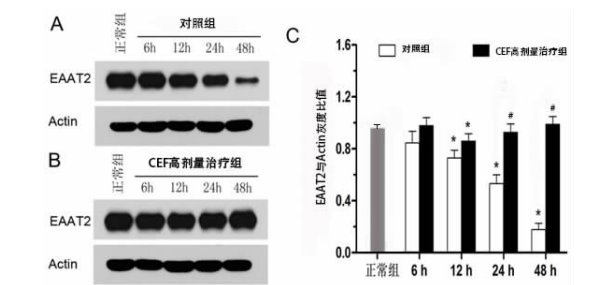 A
对照组
正常组
6h 12h 24h 48h
EAAT2
Actin
B
CEF高剂量治疗组
正常组
6h 12h 24h 48h
EAAT2
Actin
C
对照组
CEF高剂量治疗组
EAAT2与Actin灰度比值
1.6
1.2
0.8
0.4
0.0
* * # #
* *
正常组 6 h 12 h 24 h 48 h